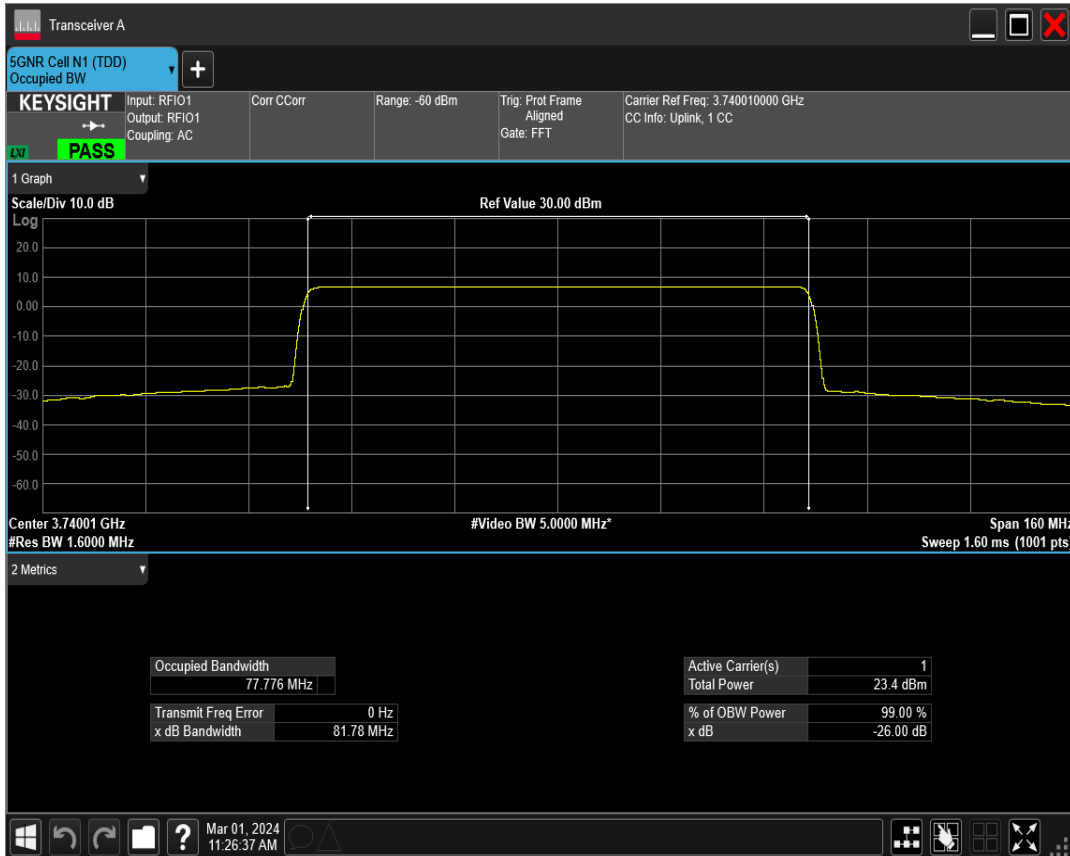 Transceiver A
5GNR Cell N1 (TDD)
Occupied BW
+
KEYSIGHT
LXI
PASS
Input: RFIO1
Output: RFIO1
Coupling: AC
Corr CCorr
Range: -60 dBm
Trig: Prot Frame
Aligned
Gate: FFT
Carrier Ref Freq: 3.740010000 GHz
CC Info: Uplink, 1 CC
1 Graph
Scale/Div 10.0 dB
Ref Value 30.00 dBm
Log
20.0
10.0
0.00
-10.0
-20.0
-30.0
-40.0
-50.0
-60.0
Center 3.74001 GHz
#Video BW 5.0000 MHz*
Span 160 MHz
#Res BW 1.6000 MHz
Sweep 1.60 ms (1001 pts)
2 Metrics
Occupied Bandwidth
77.776 MHz
Transmit Freq Error 0 Hz
x dB Bandwidth 81.78 MHz
Active Carrier(s) 1
Total Power 23.4 dBm
% of OBW Power 99.00 %
x dB -26.00 dB
?
Mar 01, 2024
11:26:37 AM